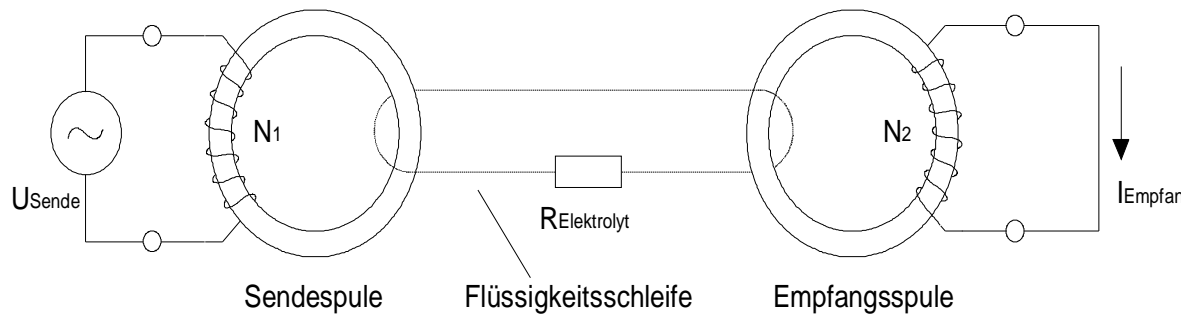 N1
N2
USende
IEmpfan
RElektrolyt
Sendespule Flüssigkeitsschleife Empfangsspule